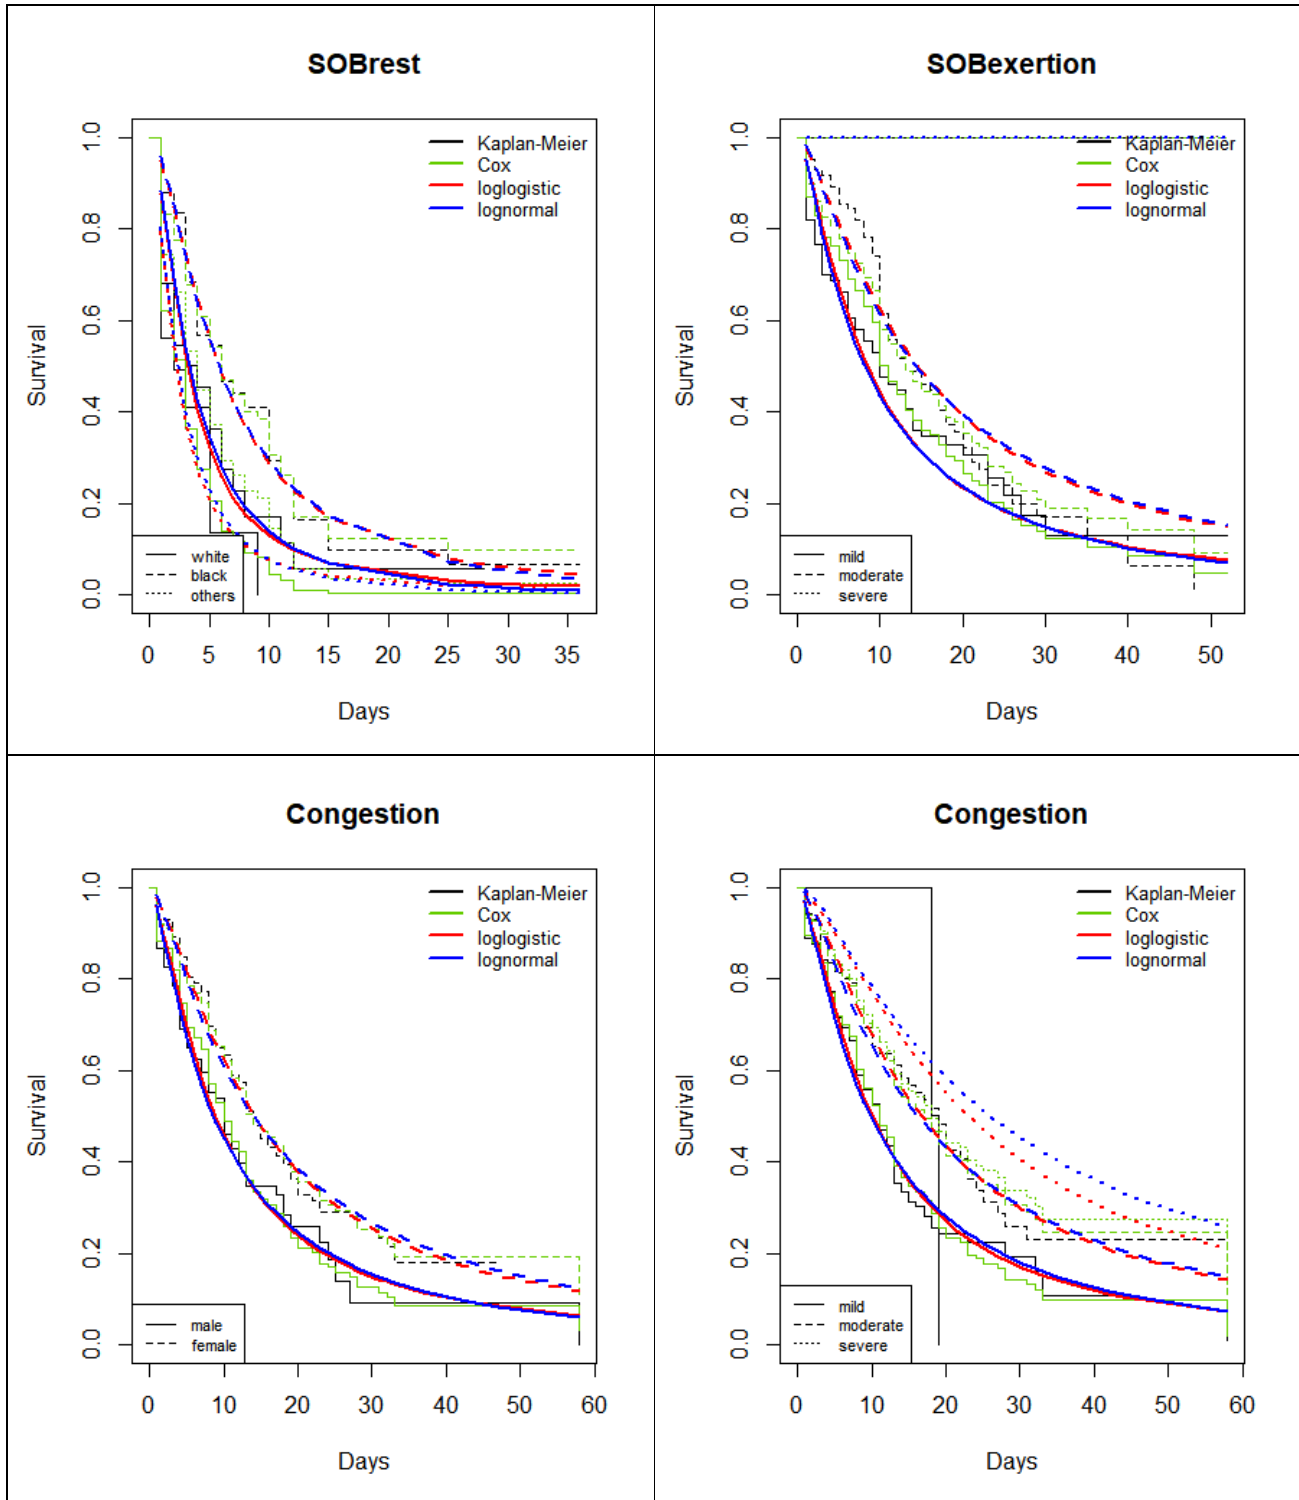 SOBrest
Kaplan-Meier
Cox
loglogistic
lognormal
Survival
0.0 0.2 0.4 0.6 0.8 1.0
white
black
others
0 5 10 15 20 25 30 35
Days
SOBexertion
Kaplan-Meier
Cox
loglogistic
lognormal
Survival
0.0 0.2 0.4 0.6 0.8 1.0
mild
moderate
severe
0 10 20 30 40 50
Days
Congestion
Kaplan-Meier
Cox
loglogistic
lognormal
Survival
0.0 0.2 0.4 0.6 0.8 1.0
male
female
0 10 20 30 40 50 60
Days
Congestion
Kaplan-Meier
Cox
loglogistic
lognormal
Survival
0.0 0.2 0.4 0.6 0.8 1.0
mild
moderate
severe
0 10 20 30 40 50 60
Days